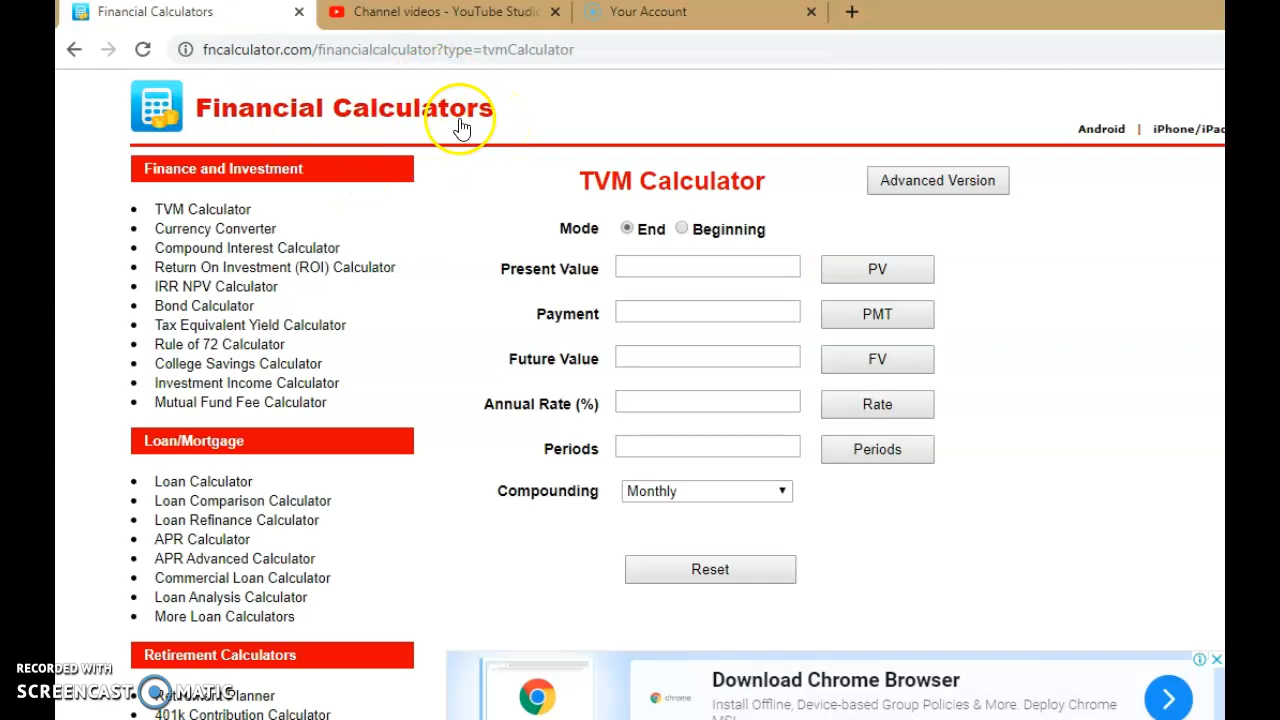 Financial Calculators
Channel videos - YouTube Studio
Your Account
fncalculator.com/financialcalculator?type=tvmCalculator
Financial Calculators
Android | iPhone/iPad
Finance and Investment
TVM Calculator
Currency Converter
Compound Interest Calculator
Return On Investment (ROI) Calculator
IRR NPV Calculator
Bond Calculator
Tax Equivalent Yield Calculator
Rule of 72 Calculator
College Savings Calculator
Investment Income Calculator
Mutual Fund Fee Calculator
Loan/Mortgage
Loan Calculator
Loan Comparison Calculator
Loan Refinance Calculator
APR Calculator
APR Advanced Calculator
Commercial Loan Calculator
Loan Analysis Calculator
More Loan Calculators
Retirement Calculators
Retirement Planner
401k Contribution Calculator
TVM Calculator
Advanced Version
Mode End Beginning
Present Value PV
Payment PMT
Future Value FV
Annual Rate (%) Rate
Periods Periods
Compounding Monthly
Reset
chrome
Download Chrome Browser
Install Offline, Device-based Group Policies & More. Deploy Chrome
MSI
RECORDED WITH
SCREENCAST MATIC